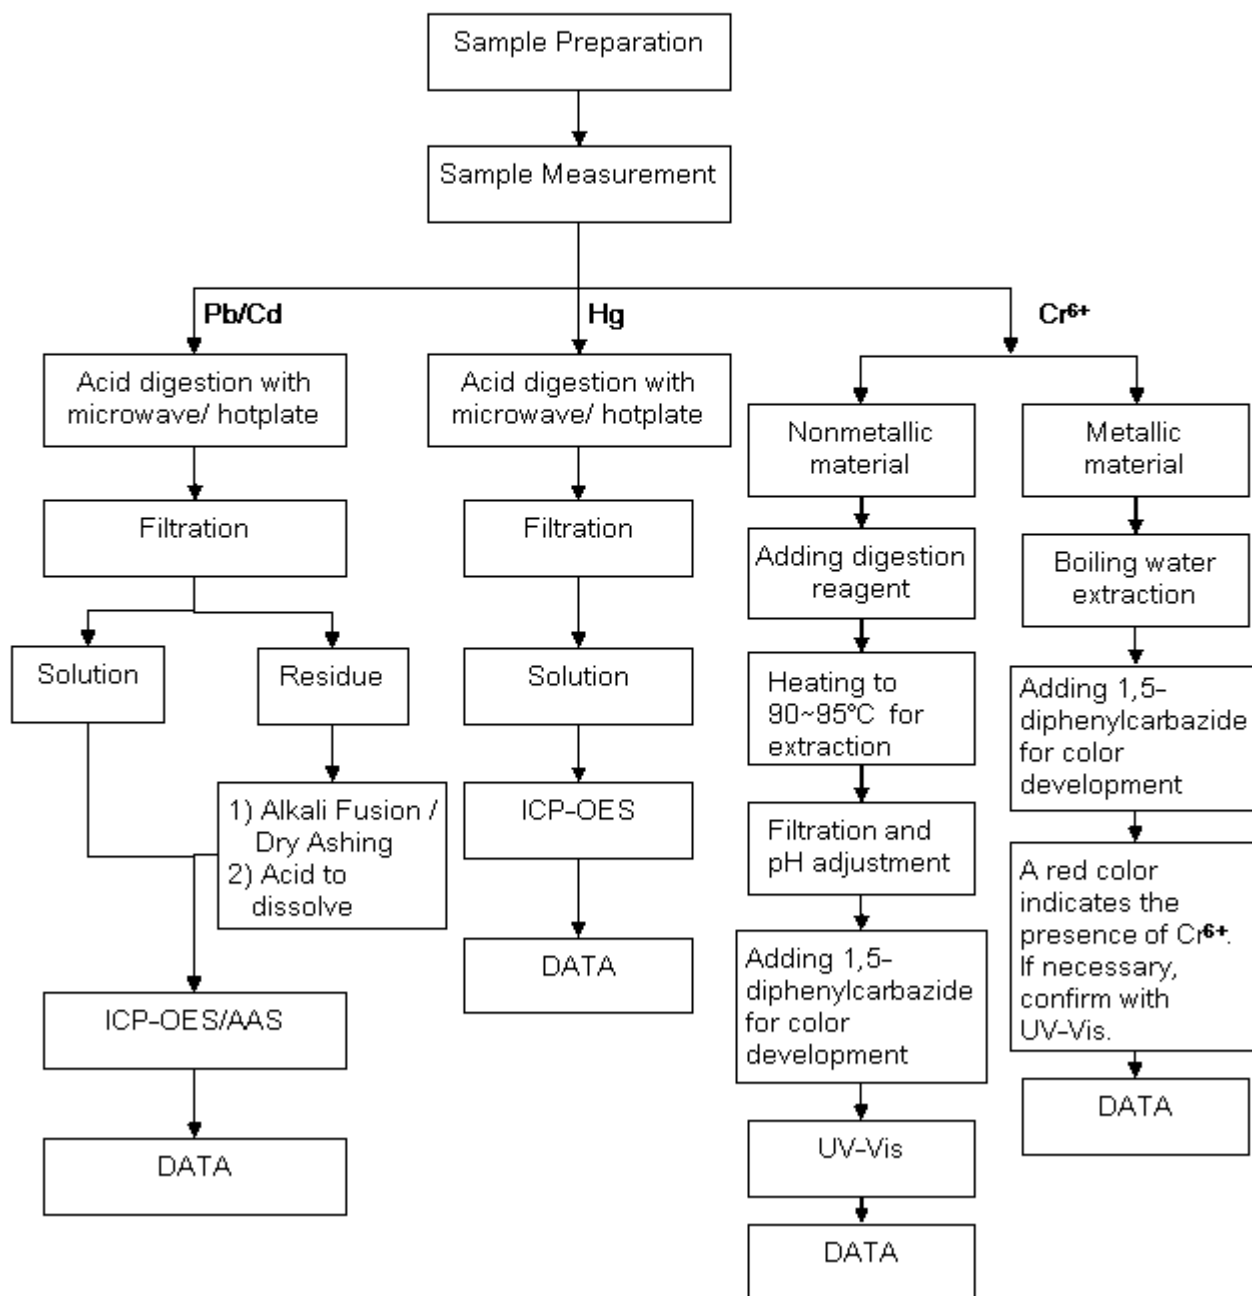 Sample Preparation
Sample Measurement
Pb/Cd
Hg
Cr⁶⁺
Acid digestion with
microwave/ hotplate
Filtration
Solution
Residue
1) Alkali Fusion /
Dry Ashing
2) Acid to
dissolve
ICP-OES/AAS
DATA
Acid digestion with
microwave/ hotplate
Filtration
Solution
ICP-OES
DATA
Nonmetallic
material
Adding digestion
reagent
Heating to
90~95°C for
extraction
Filtration and
pH adjustment
Adding 1,5-
diphenylcarbazide
for color
development
UV-Vis
DATA
Metallic
material
Boiling water
extraction
Adding 1,5-
diphenylcarbazide
for color
development
A red color
indicates the
presence of Cr⁶⁺.
If necessary,
confirm with
UV-Vis.
DATA